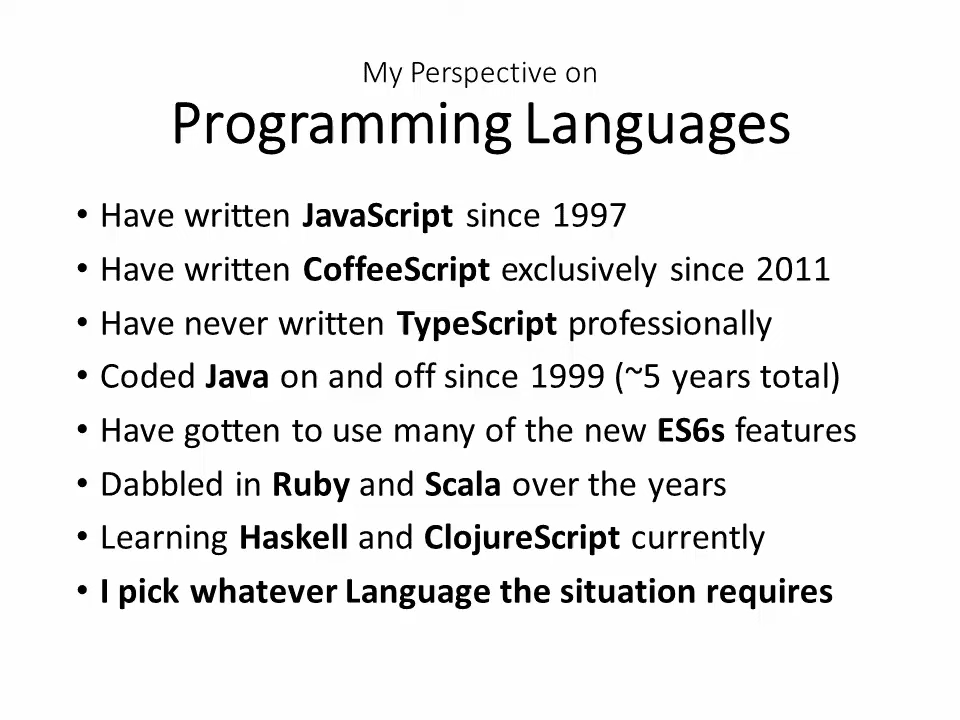 My Perspective on
Programming Languages
• Have written JavaScript since 1997
• Have written CoffeeScript exclusively since 2011
• Have never written TypeScript professionally
• Coded Java on and off since 1999 (~5 years total)
• Have gotten to use many of the new ES6s features
• Dabbled in Ruby and Scala over the years
• Learning Haskell and ClojureScript currently
• I pick whatever Language the situation requires